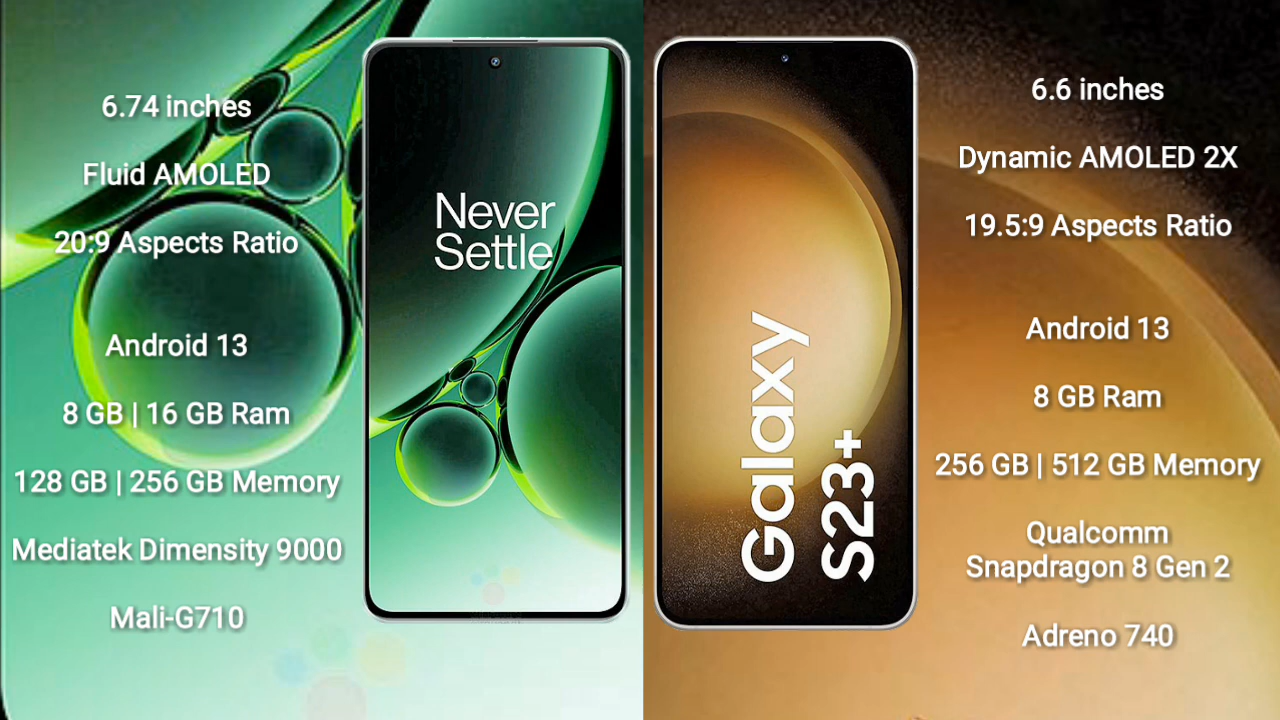 6.74 inches
Fluid AMOLED
20:9 Aspects Ratio
Android 13
8 GB | 16 GB Ram
128 GB | 256 GB Memory
Mediatek Dimensity 9000
Mali-G710
Never
Settle
Galaxy
S23+
6.6 inches
Dynamic AMOLED 2X
19.5:9 Aspects Ratio
Android 13
8 GB Ram
256 GB | 512 GB Memory
Qualcomm
Snapdragon 8 Gen 2
Adreno 740